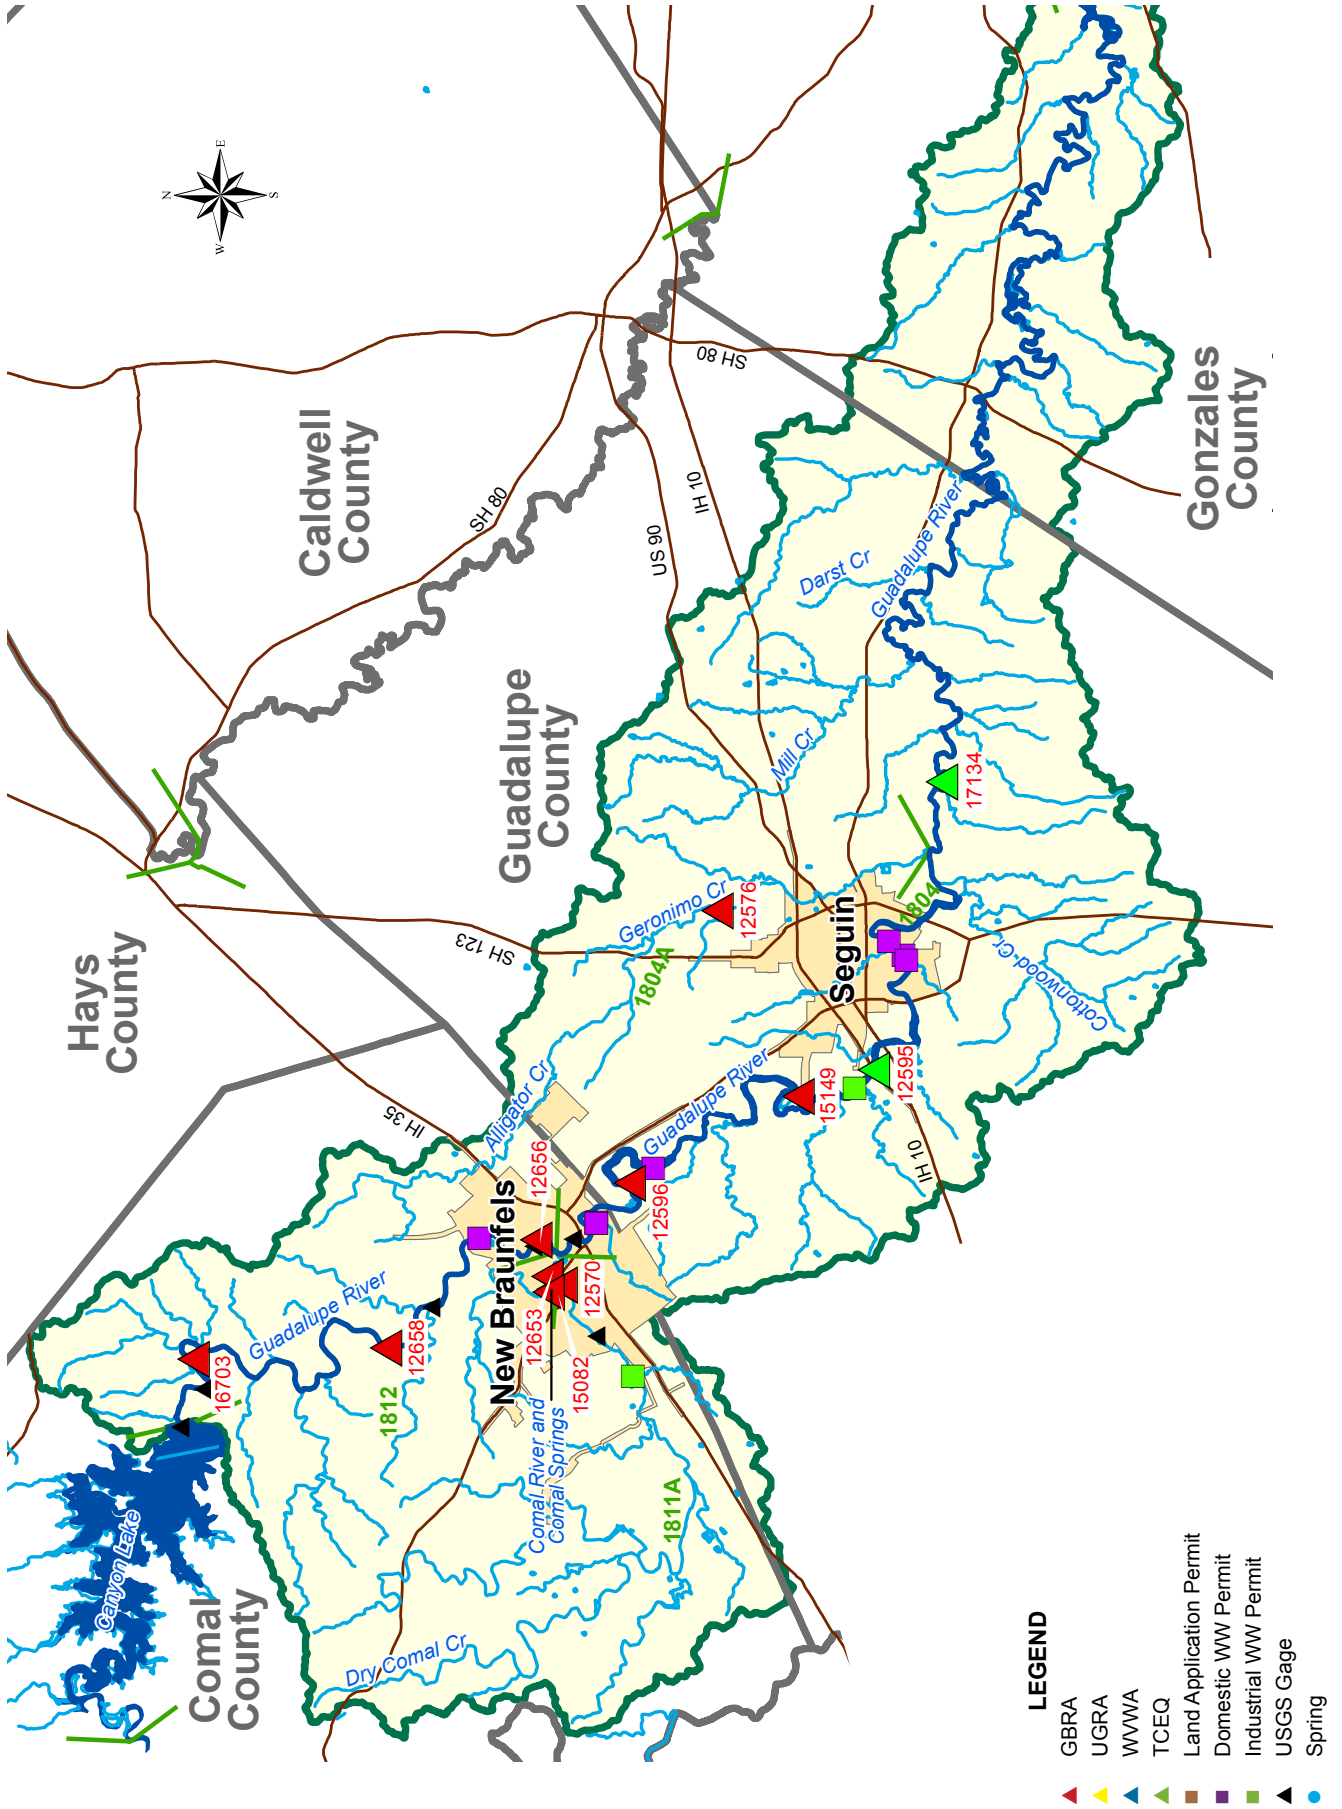 N
E
S
W
Hays
County
Caldwell
County
Guadalupe
County
Gonzales
County
Comal
County
SH 80
SH 80
US 90
IH 10
SH 123
IH 35
IH 10
Darst Cr
Guadalupe River
Mill Cr
Geronimo Cr
1804A
12576
17134
Seguin
1804
Cottonwood Cr
12595
15149
Guadalupe River
Alligator Cr
12656
12596
New Braunfels
12570
12653
15082
Comal River and
Comal Springs
Guadalupe River
12658
16703
1812
1811A
Canyon Lake
Dry Comal Cr
LEGEND
GBRA
UGRA
WVWA
TCEQ
Land Application Permit
Domestic WW Permit
Industrial WW Permit
USGS Gage
Spring